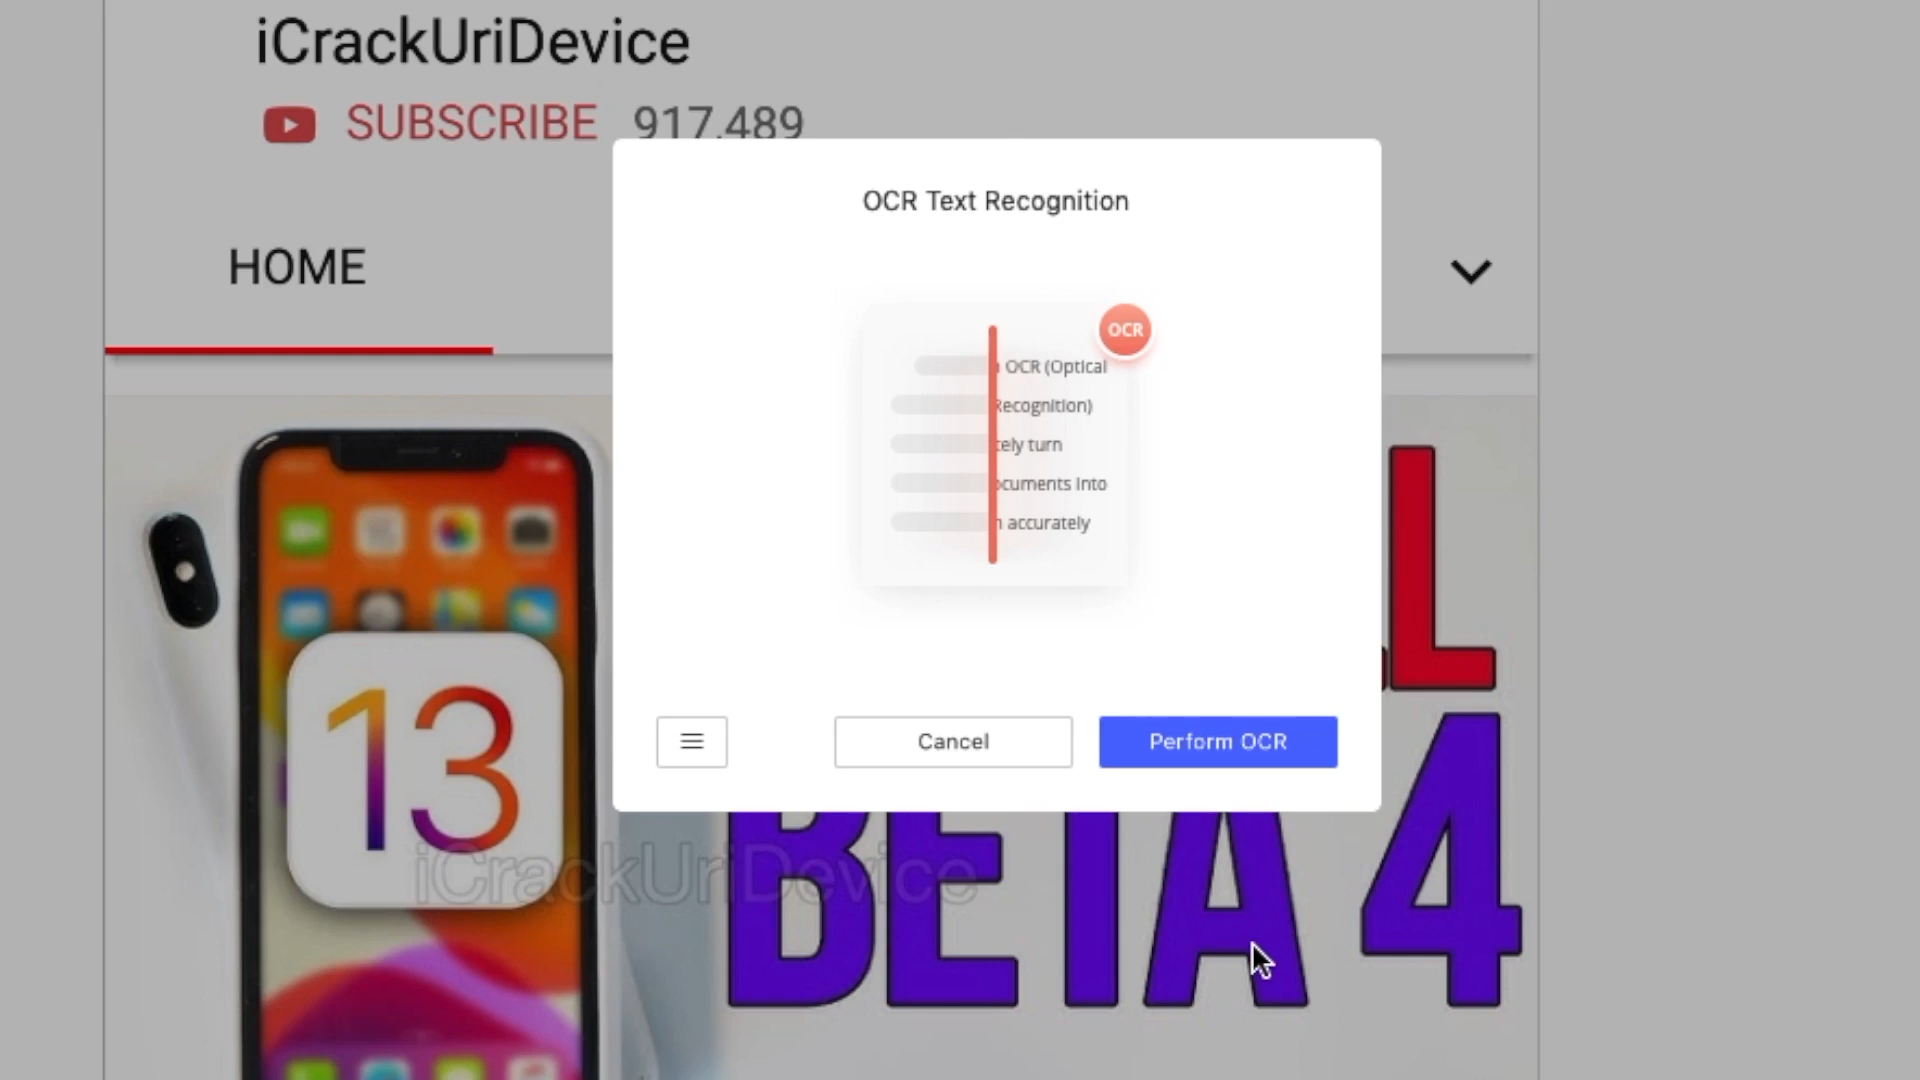 iCrackUriDevice
SUBSCRIBE 917,489
OCR Text Recognition
HOME
OCR
OCR (Optical
Recognition)
tely turn
ocuments into
n accurately
13
L
Cancel
Perform OCR
iCrackUriDevice
BETA 4